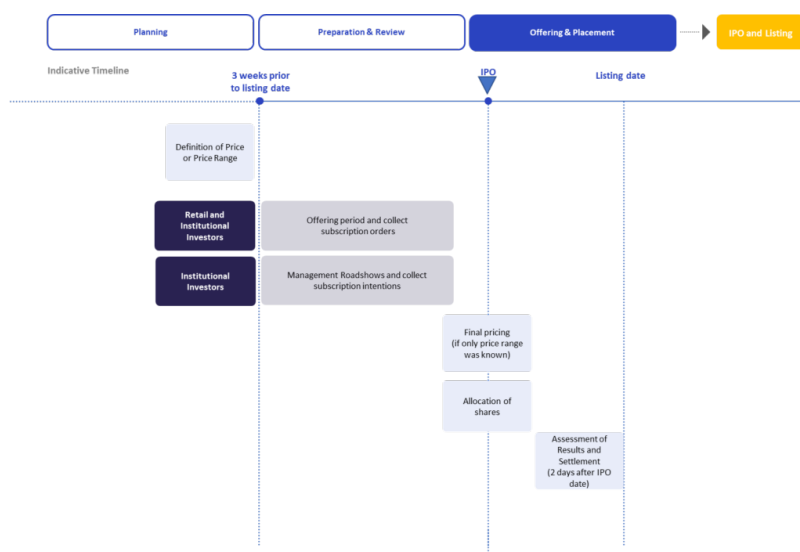 Planning
Preparation & Review
Offering & Placement
IPO and Listing
Indicative Timeline
3 weeks prior
to listing date
IPO
Listing date
Definition of Price
or Price Range
Retail and
Institutional
Investors
Offering period and collect
subscription orders
Institutional
Investors
Management Roadshows and collect
subscription intentions
Final pricing
(if only price range
was known)
Allocation of
shares
Assessment of
Results and
Settlement
(2 days after IPO
date)